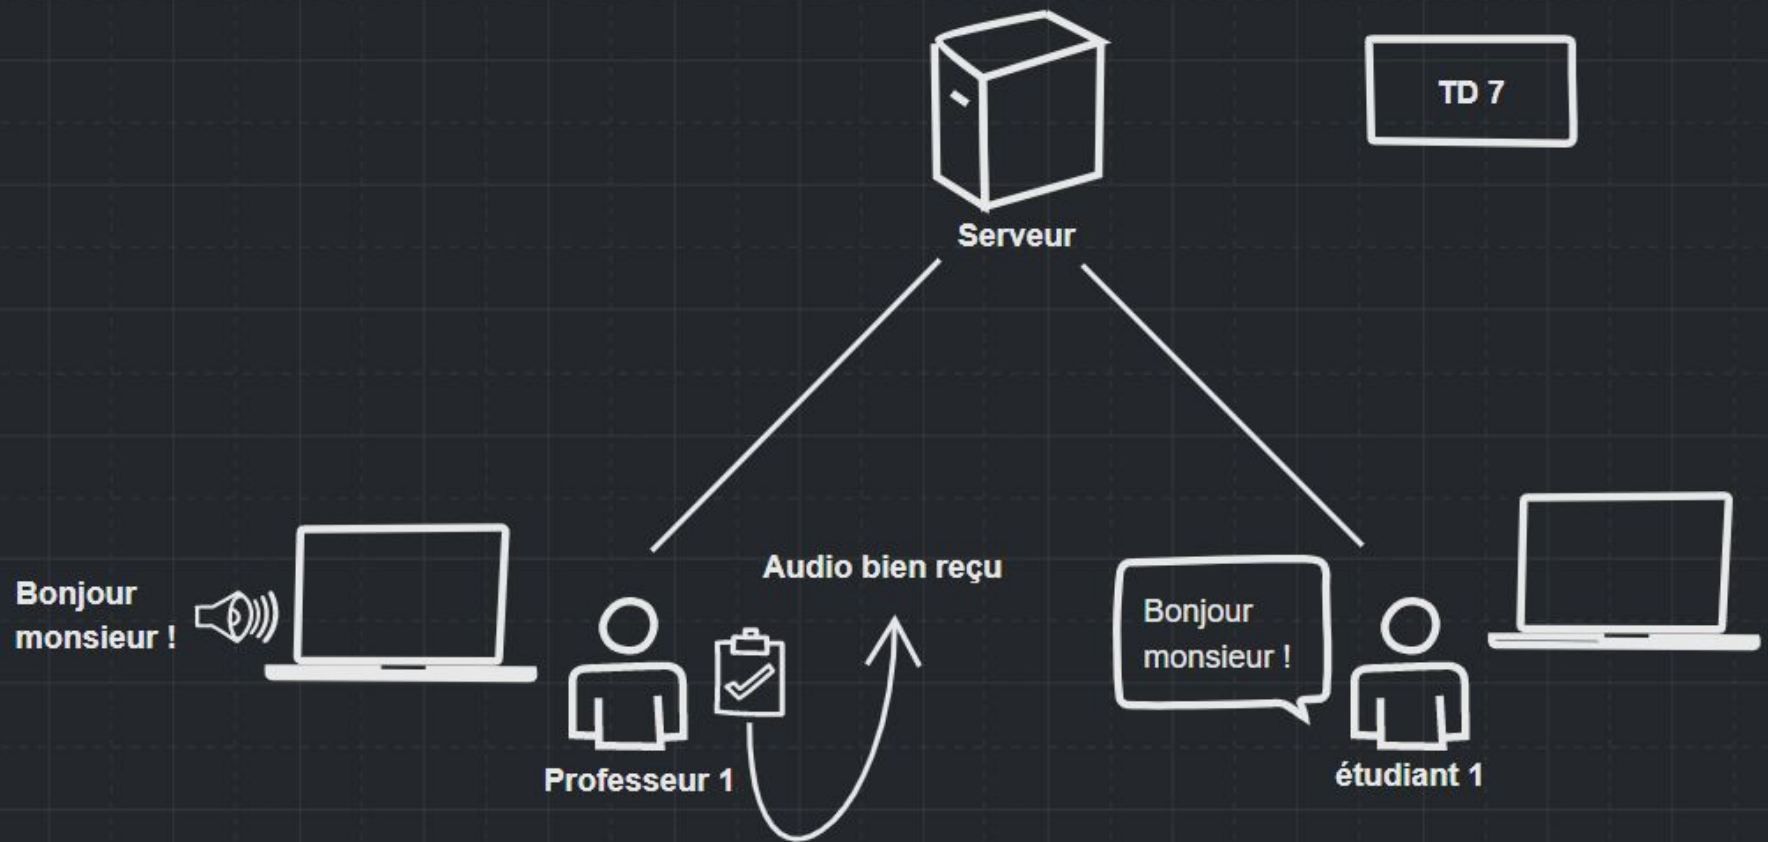 TD 7
Serveur
Audio bien reçu
Bonjour
monsieur !
Bonjour
monsieur !
Professeur 1
étudiant 1